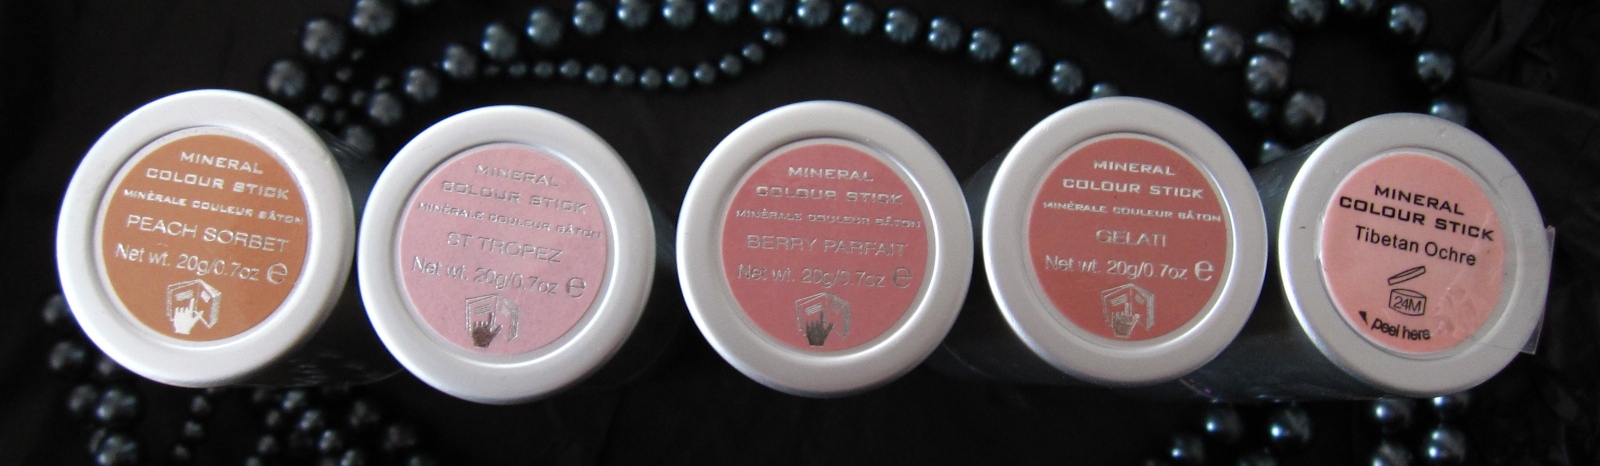 MINERAL
COLOUR STICK
MINÉRALE COULEUR BÂTON
PEACH SORBET
Net wt. 20g/0.7oz ℮
MINERAL
COLOUR STICK
MINÉRALE COULEUR BÂTON
ST TROPEZ
Net wt. 20g/0.7oz ℮
MINERAL
COLOUR STICK
MINÉRALE COULEUR BÂTON
BERRY PARFAIT
Net wt. 20g/0.7oz ℮
MINERAL
COLOUR STICK
MINÉRALE COULEUR BÂTON
GELATI
Net wt. 20g/0.7oz ℮
MINERAL
COLOUR STICK
Tibetan Ochre
24M
peel here